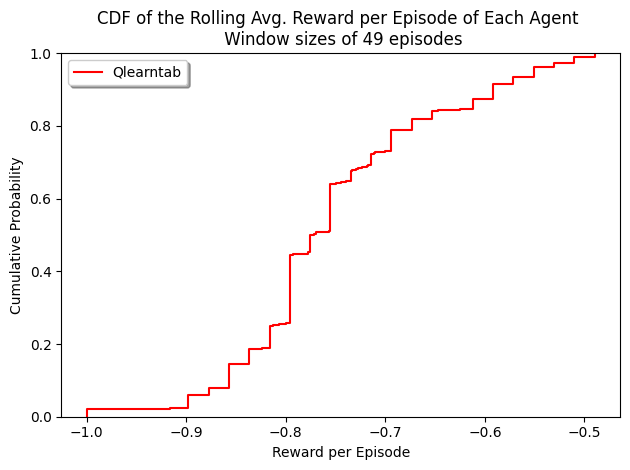 CDF of the Rolling Avg. Reward per Episode of Each Agent
Window sizes of 49 episodes
Qlearntab
1.0
0.8
0.6
0.4
0.2
0.0
Cumulative Probability
−1.0 −0.9 −0.8 −0.7 −0.6 −0.5
Reward per Episode